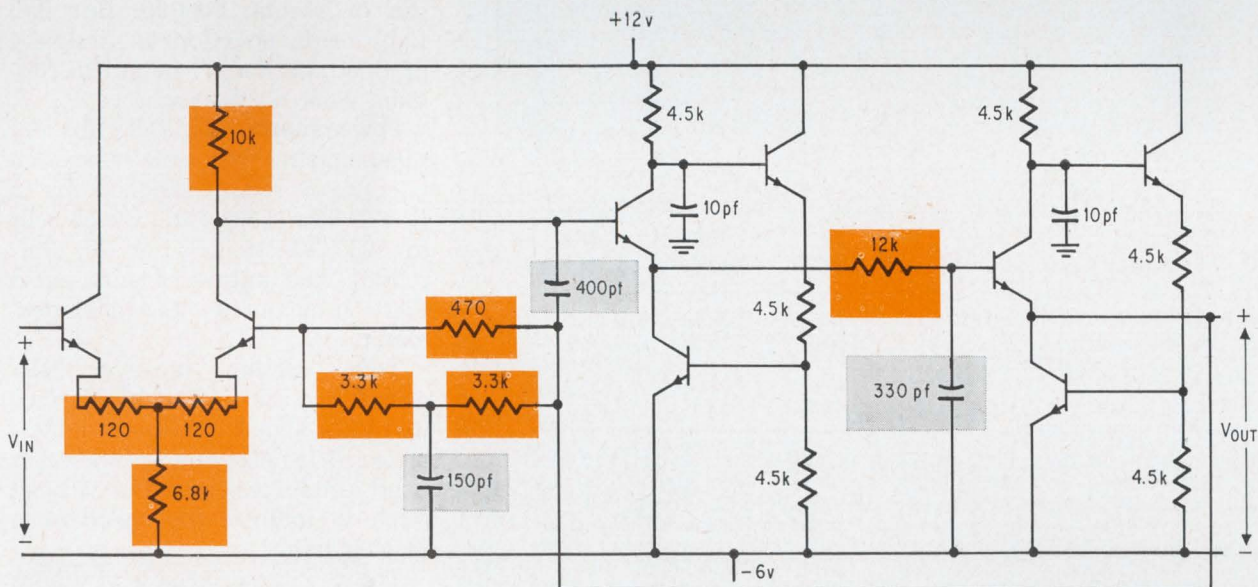 +12v
10k
4.5k
4.5k
10pf
10pf
12k
4.5k
400pf
470
4.5k
+
3.3k
3.3k
330 pf
+
VIN
120
120
VOUT
6.8k
150pf
4.5k
4.5k
-
-
-6v